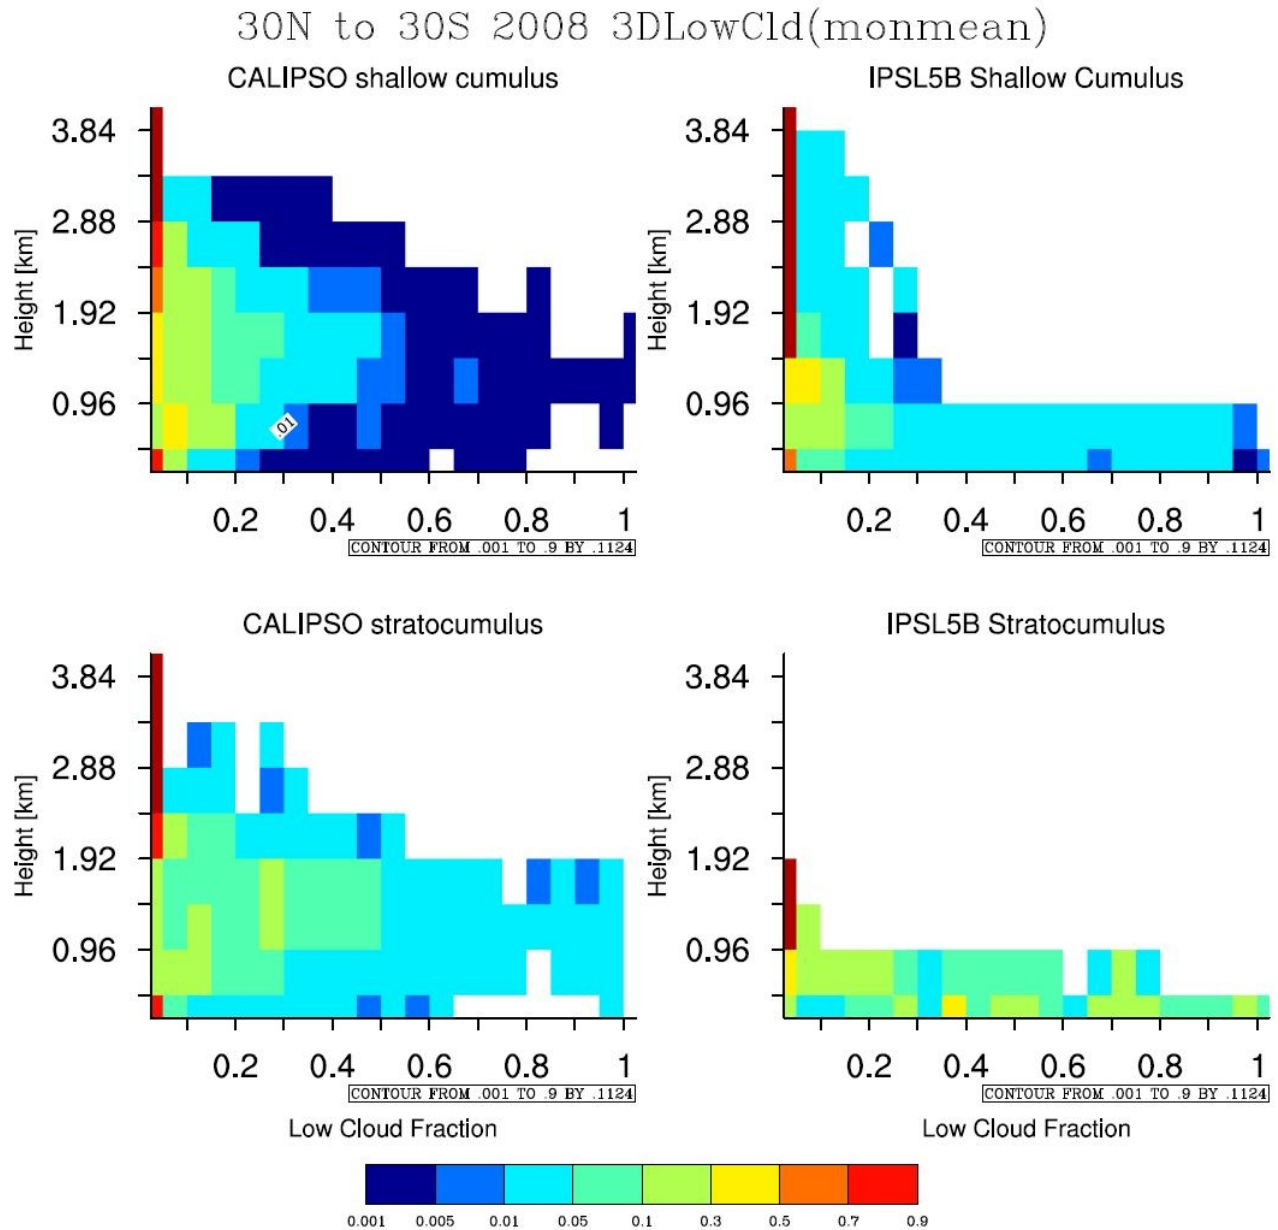 30N to 30S 2008 3DLowCld(monmean)
CALIPSO shallow cumulus
IPSL5B Shallow Cumulus
3.84
2.88
1.92
0.96
Height [km]
.01
0.2 0.4 0.6 0.8 1
CONTOUR FROM .001 TO .9 BY .1124
3.84
2.88
1.92
0.96
Height [km]
0.2 0.4 0.6 0.8 1
CONTOUR FROM .001 TO .9 BY .1124
CALIPSO stratocumulus
IPSL5B Stratocumulus
3.84
2.88
1.92
0.96
Height [km]
0.2 0.4 0.6 0.8 1
CONTOUR FROM .001 TO .9 BY .1124
Low Cloud Fraction
3.84
2.88
1.92
0.96
Height [km]
0.2 0.4 0.6 0.8 1
CONTOUR FROM .001 TO .9 BY .1124
Low Cloud Fraction
0.001 0.005 0.01 0.05 0.1 0.3 0.5 0.7 0.9